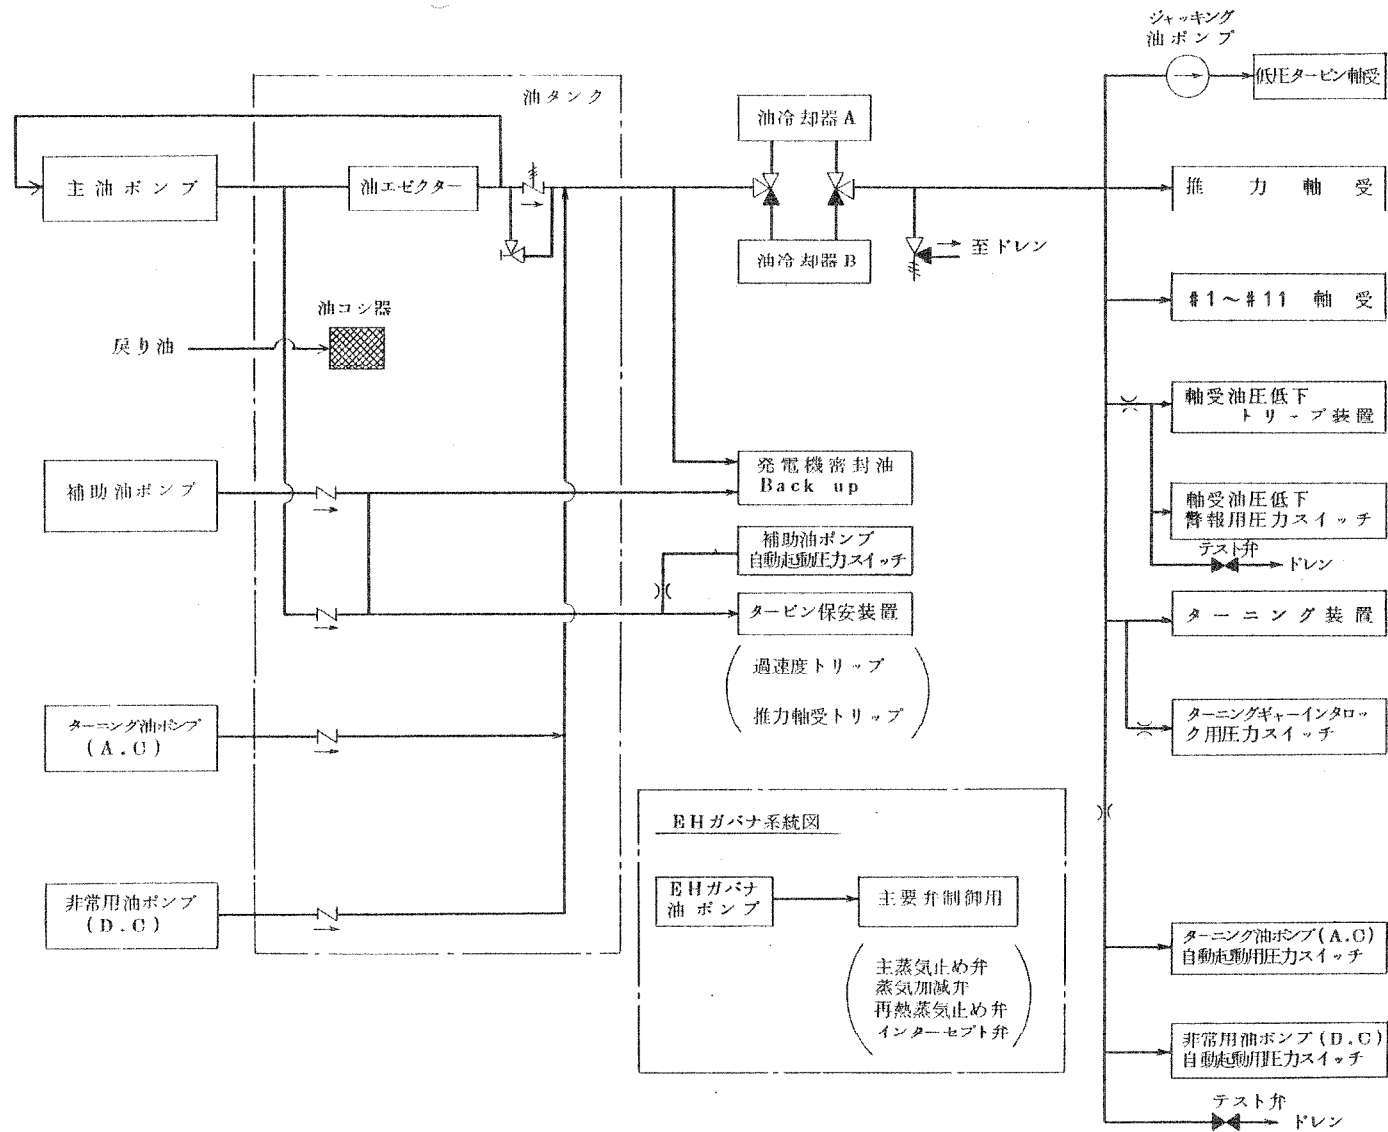 ジャッキング
油ポンプ
低圧タービン軸受
油タンク
油冷却器A
主油ポンプ
油エゼクター
推力軸受
油冷却器B
至ドレン
#1～#11 軸受
油コシ器
戻り油
軸受油圧低下
トリップ装置
補助油ポンプ
発電機密封油
Back up
軸受油圧低下
警報用圧力スイッチ
テスト弁
ドレン
補助油ポンプ
自動起動圧力スイッチ
タービン保安装置
ターニング装置
過速度トリップ
推力軸受トリップ
ターニング油ポンプ
(A.C)
ターニングギャーインタロッ
ク用圧力スイッチ
EHガバナ系統図
EHガバナ
油ポンプ
主要弁制御用
非常用油ポンプ
(D.C)
主蒸気止め弁
蒸気加減弁
再熱蒸気止め弁
インターセプト弁
ターニング油ポンプ(A.C)
自動起動用圧力スイッチ
非常用油ポンプ(D.C)
自動起動用圧力スイッチ
テスト弁
ドレン